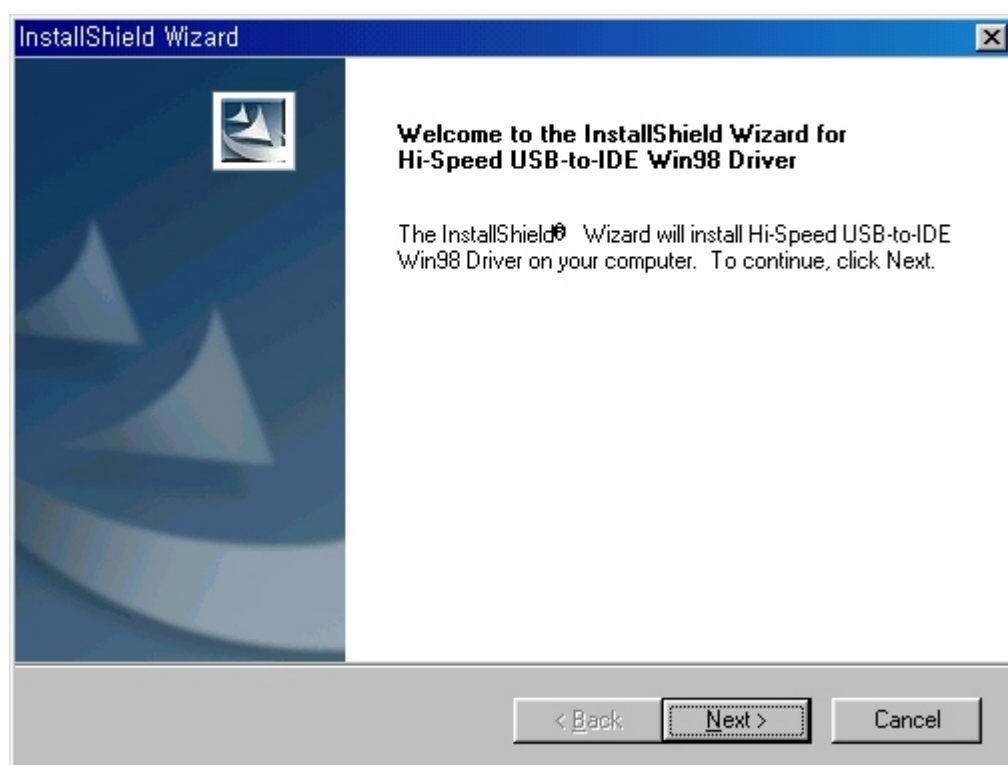 InstallShield Wizard
Welcome to the InstallShield Wizard for
Hi-Speed USB-to-IDE Win98 Driver
The InstallShield® Wizard will install Hi-Speed USB-to-IDE
Win98 Driver on your computer. To continue, click Next.
< Back
Next >
Cancel